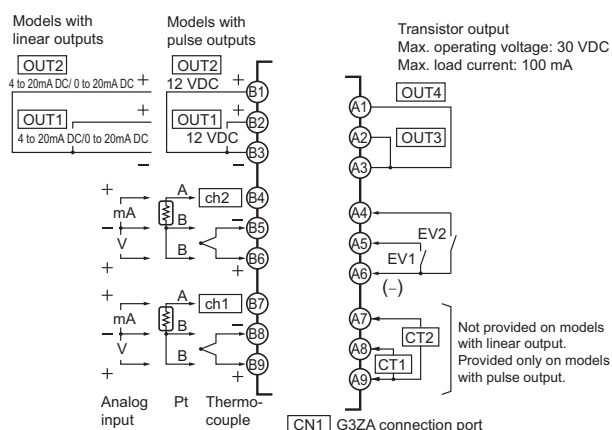 Models with
linear outputs
Models with
pulse outputs
OUT2
4 to 20mA DC/ 0 to 20mA DC
+
OUT1
+
4 to 20mA DC/0 to 20mA DC
−
OUT2
12 VDC
+
OUT1
+
12 VDC
−
B1
B2
B3
+
mA
−
V
+
A
B
B
ch2
−
+
B4
B5
B6
+
mA
−
V
+
A
B
B
ch1
−
+
B7
B8
B9
Analog
input
Pt
Thermo-
couple
Transistor output
Max. operating voltage: 30 VDC
Max. load current: 100 mA
A1
OUT4
A2
OUT3
A3
A4
A5
EV1
EV2
A6
(−)
A7
A8
CT2
CT1
A9
Not provided on models
with linear output.
Provided only on models
with pulse output.
CN1 G3ZA connection port